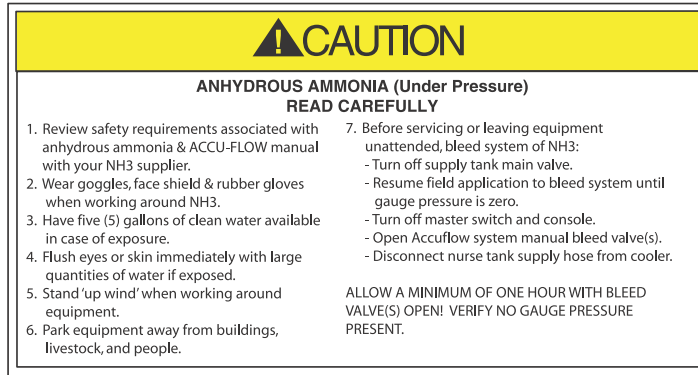 CAUTION
ANHYDROUS AMMONIA (Under Pressure)
READ CAREFULLY
1. Review safety requirements associated with
anhydrous ammonia & ACCU-FLOW manual
with your NH3 supplier.
2. Wear goggles, face shield & rubber gloves
when working around NH3.
3. Have five (5) gallons of clean water available
in case of exposure.
4. Flush eyes or skin immediately with large
quantities of water if exposed.
5. Stand 'up wind' when working around
equipment.
6. Park equipment away from buildings,
livestock, and people.
7. Before servicing or leaving equipment
unattended, bleed system of NH3:
- Turn off supply tank main valve.
- Resume field application to bleed system until
gauge pressure is zero.
- Turn off master switch and console.
- Open Accuflow system manual bleed valve(s).
- Disconnect nurse tank supply hose from cooler.
ALLOW A MINIMUM OF ONE HOUR WITH BLEED
VALVE(S) OPEN! VERIFY NO GAUGE PRESSURE
PRESENT.